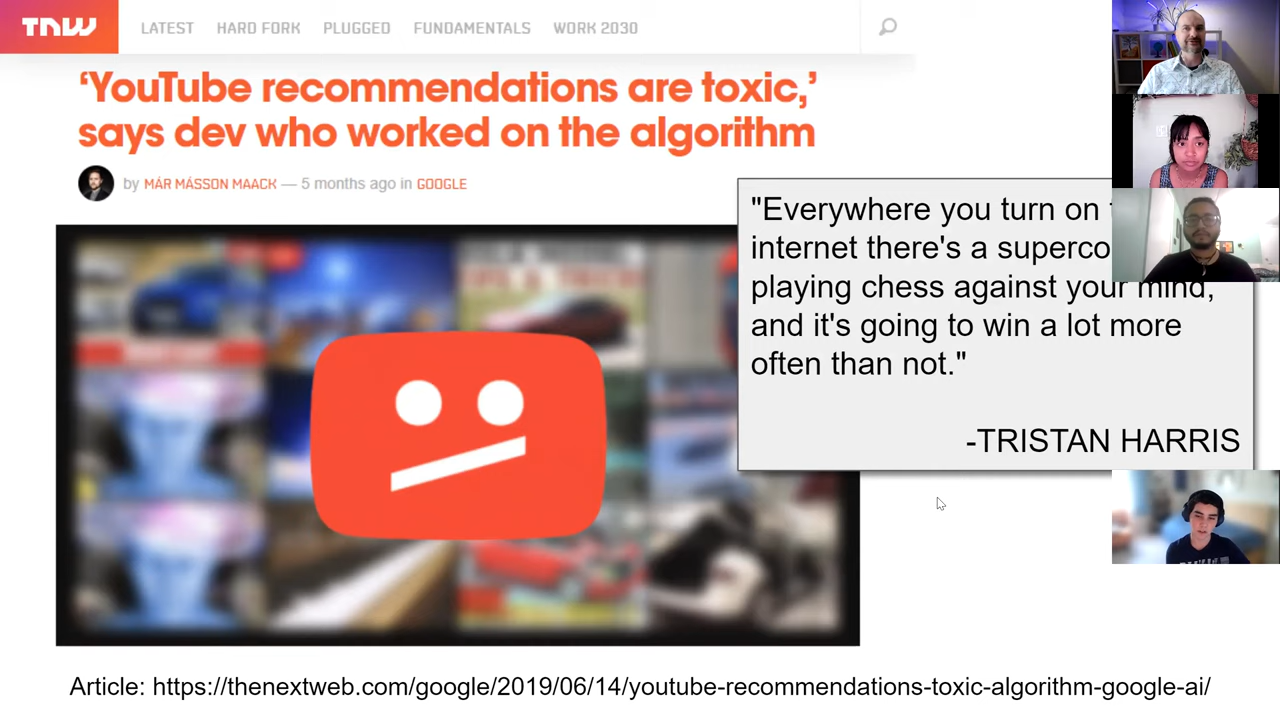 TNW
LATEST HARD FORK PLUGGED FUNDAMENTALS WORK 2030
‘YouTube recommendations are toxic,’
says dev who worked on the algorithm
by MÁR MÁSSON MAACK — 5 months ago in GOOGLE
"Everywhere you turn on
internet there's a superco
playing chess against your mind,
and it's going to win a lot more
often than not."
-TRISTAN HARRIS
Article: https://thenextweb.com/google/2019/06/14/youtube-recommendations-toxic-algorithm-google-ai/